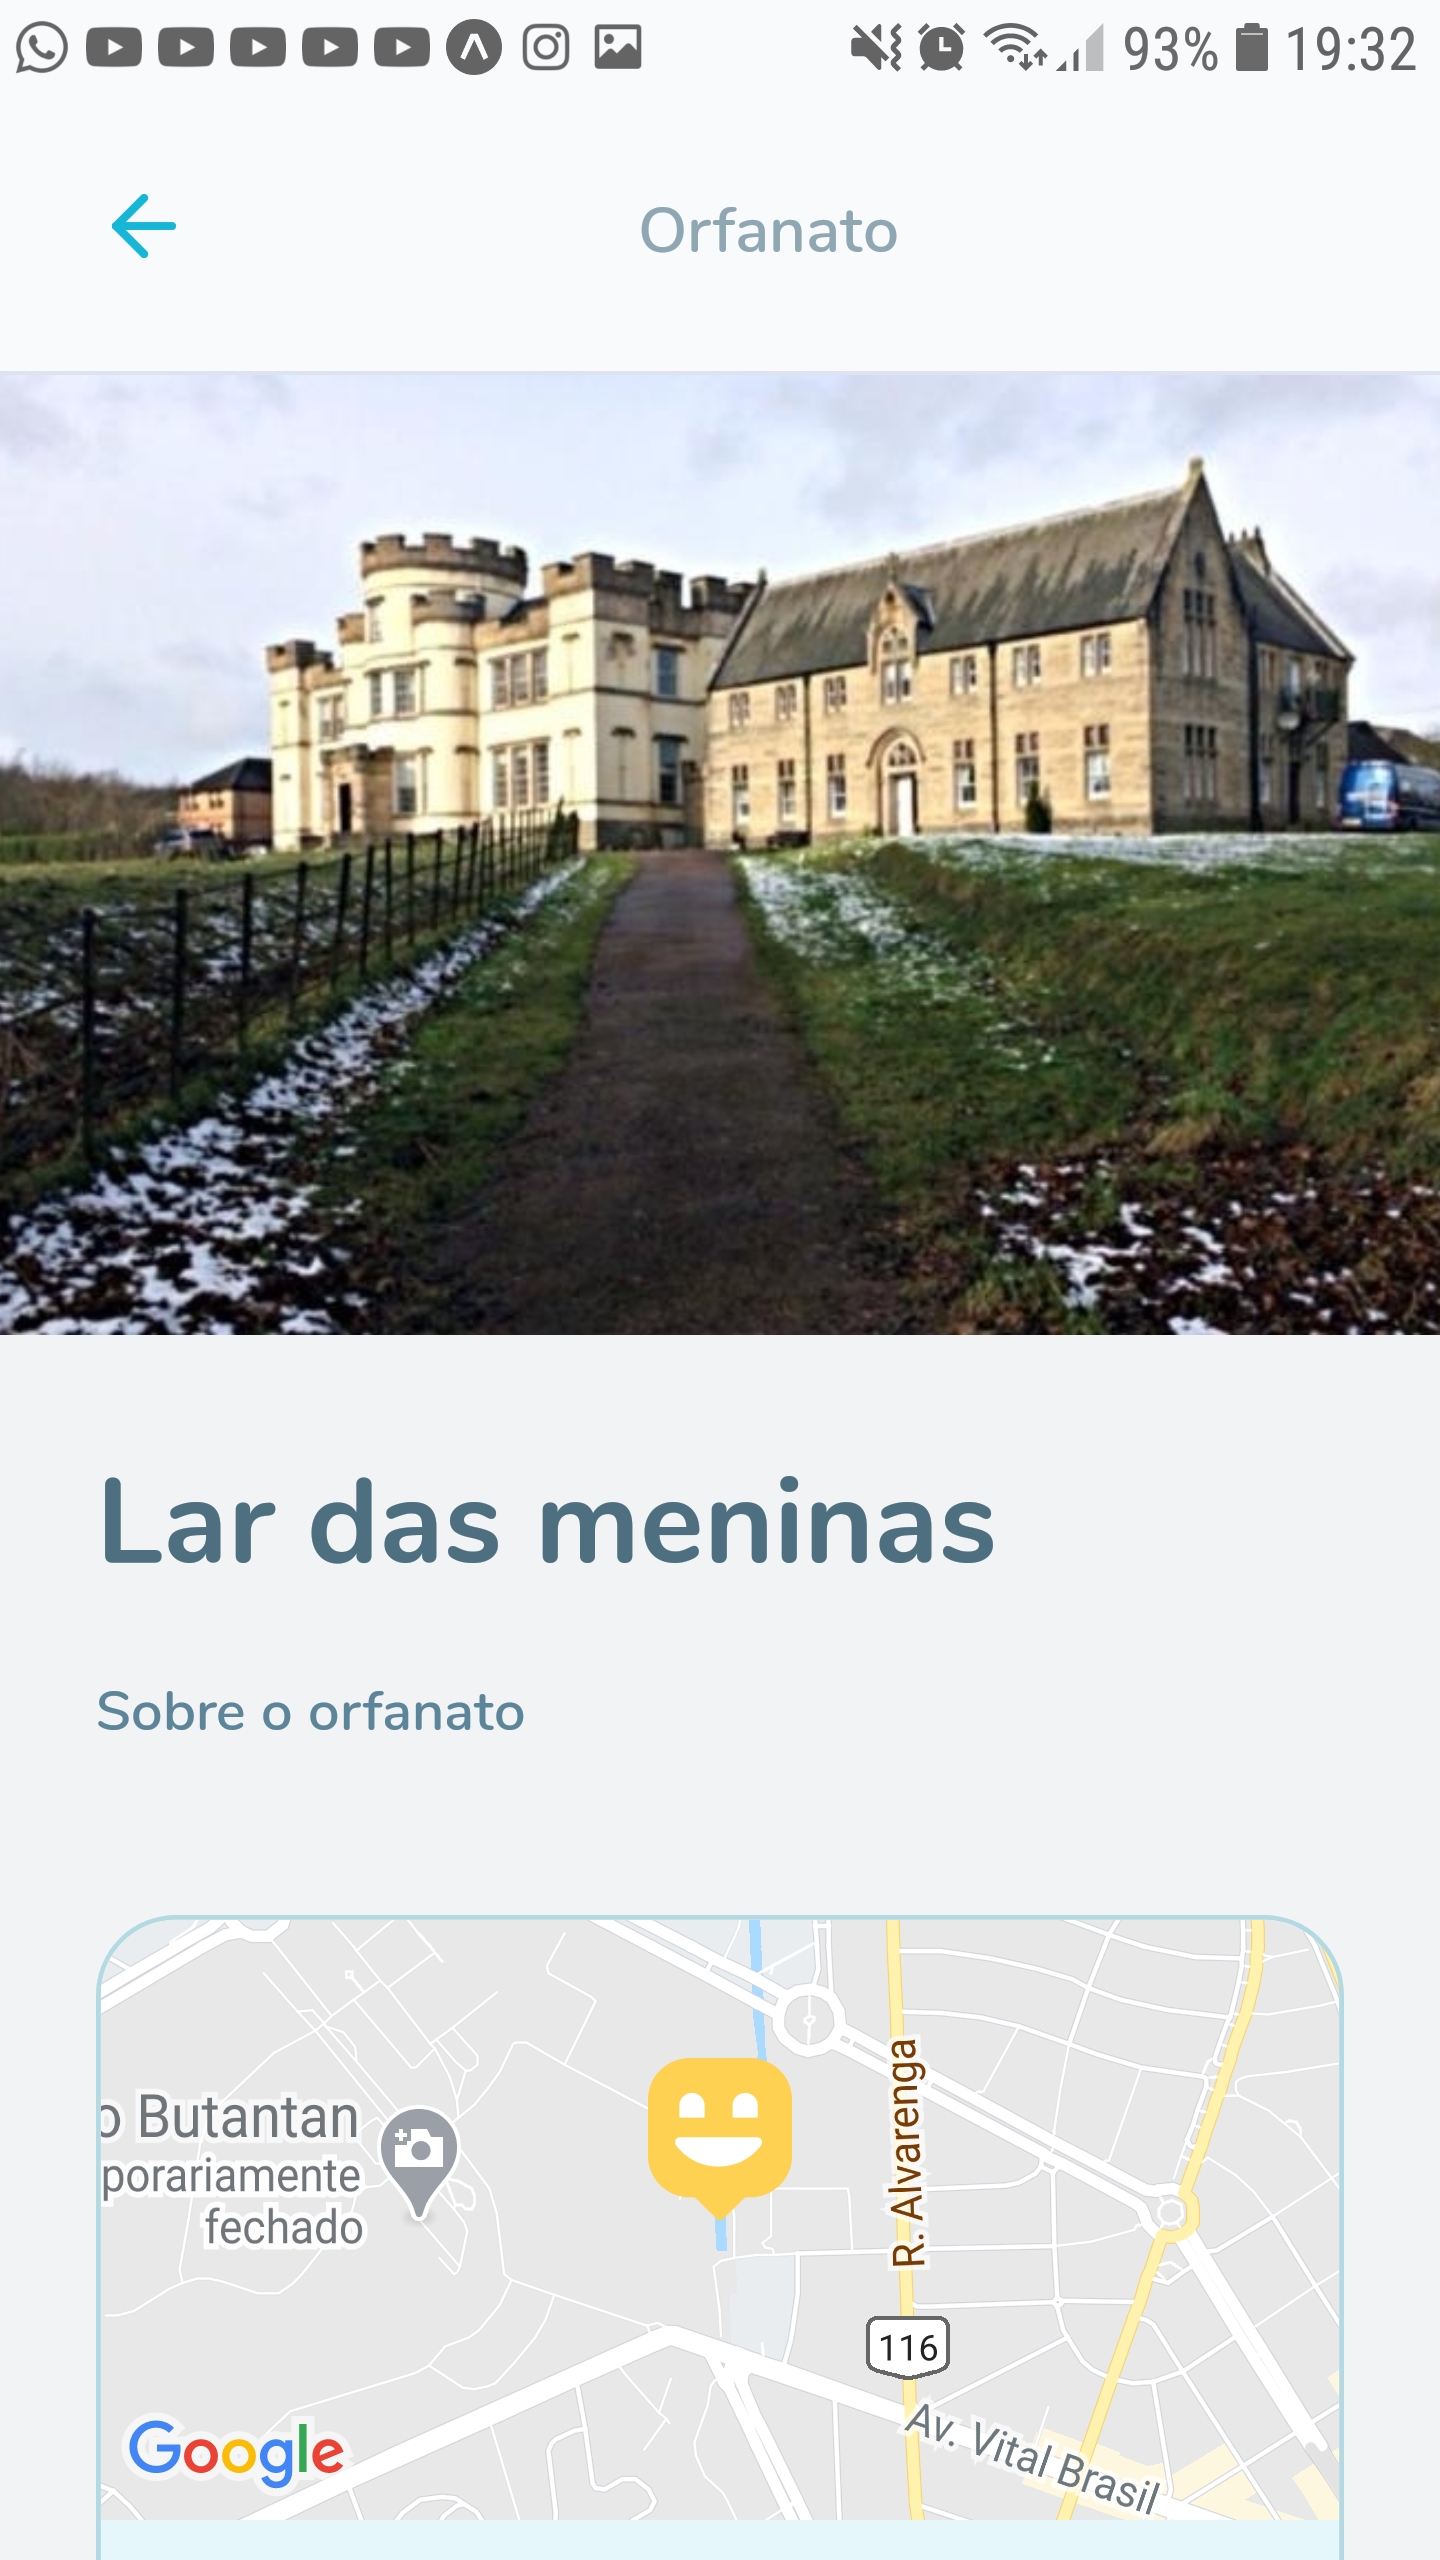 93% 19:32
Orfanato
Lar das meninas
Sobre o orfanato
o Butantan
porariamente
fechado
R. Alvarenga
116
Av. Vital Brasil
Google